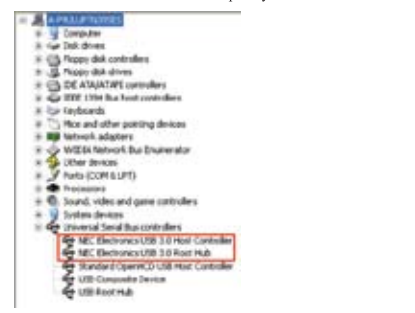 Computer
Disk drives
Floppy disk controllers
Floppy disk drives
IDE ATA/ATAPI controllers
IEEE 1394 Bus host controllers
Keyboards
Mice and other pointing devices
Network adapters
NVIDIA Network Bus Enumerator
Other devices
Ports (COM & LPT)
Processors
Sound, video and game controllers
System devices
Universal Serial Bus controllers
NEC Electronics USB 3.0 Host Controller
NEC Electronics USB 3.0 Root Hub
Standard OpenHCD USB Host Controller
USB Composite Device
USB Root Hub